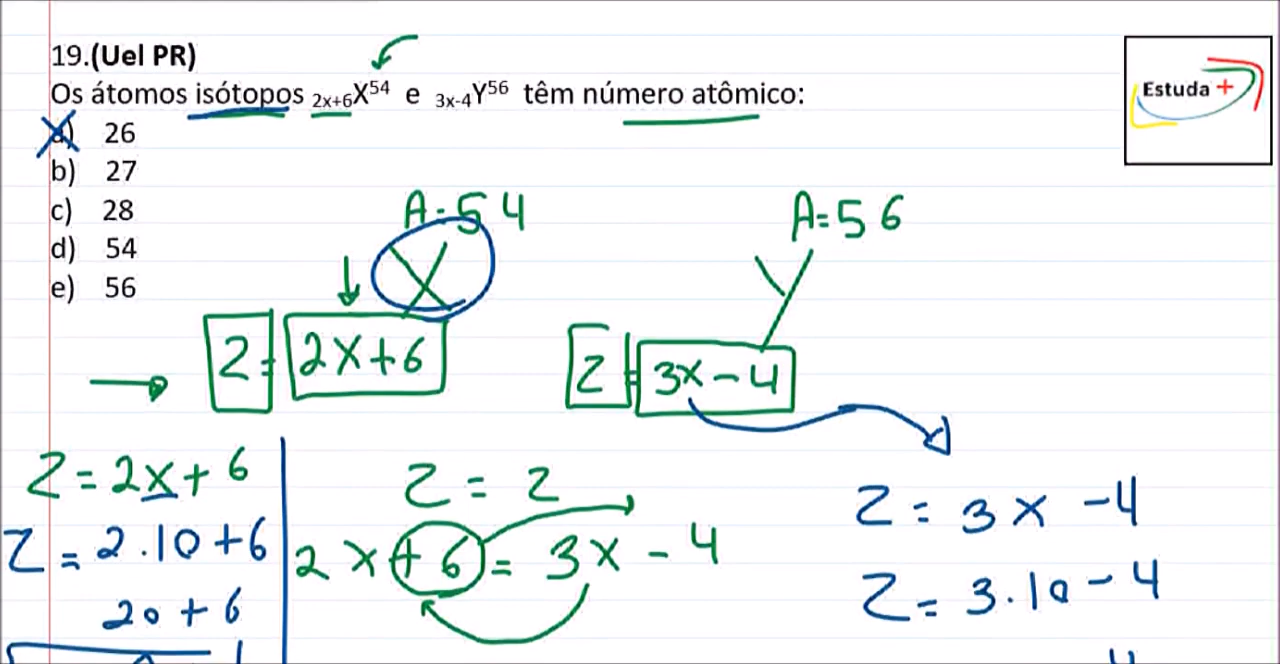 19.(Uel PR)
Os átomos isótopos 2x+6X54 e 3x-4Y56 têm número atômico:
a) 26
b) 27
c) 28
d) 54
e) 56
Estuda +
A=54
A=56
X
Y
Z= 2X+6
Z= 3x-4
Z=2x+6
Z=2.10+6
20+6
Z=Z
2x+6=3x-4
Z=3x-4
Z=3.10-4